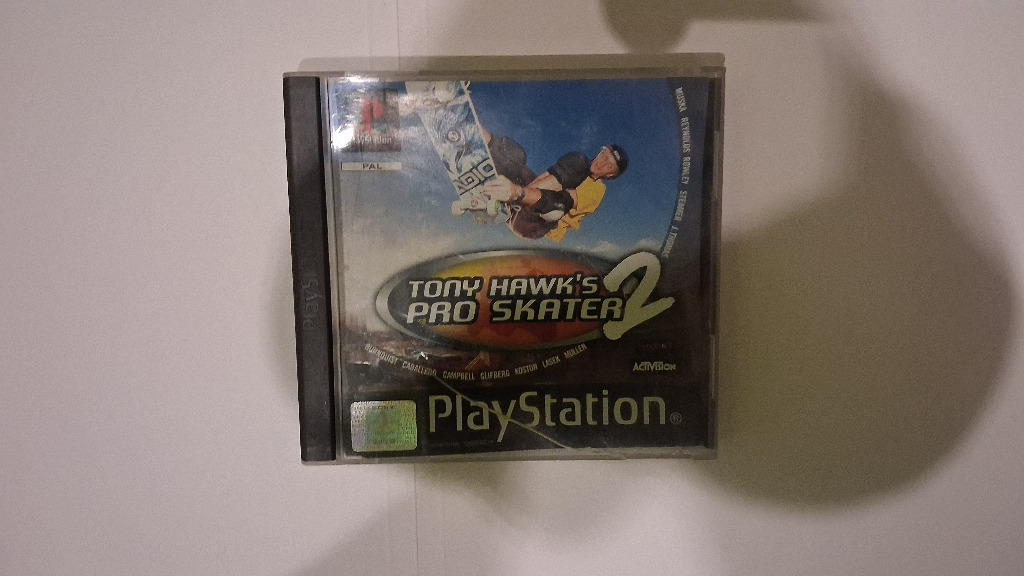 PAL
MUSKA REYNOLDS ROWLEY STEAMER J.THOMAS
TONY HAWK'S
PRO SKATER 2
BURNQUIST CABALLERO CAMPBELL GLIFBERG KOSTON LASEK MULLEN
ACTIVISION
PlayStation®